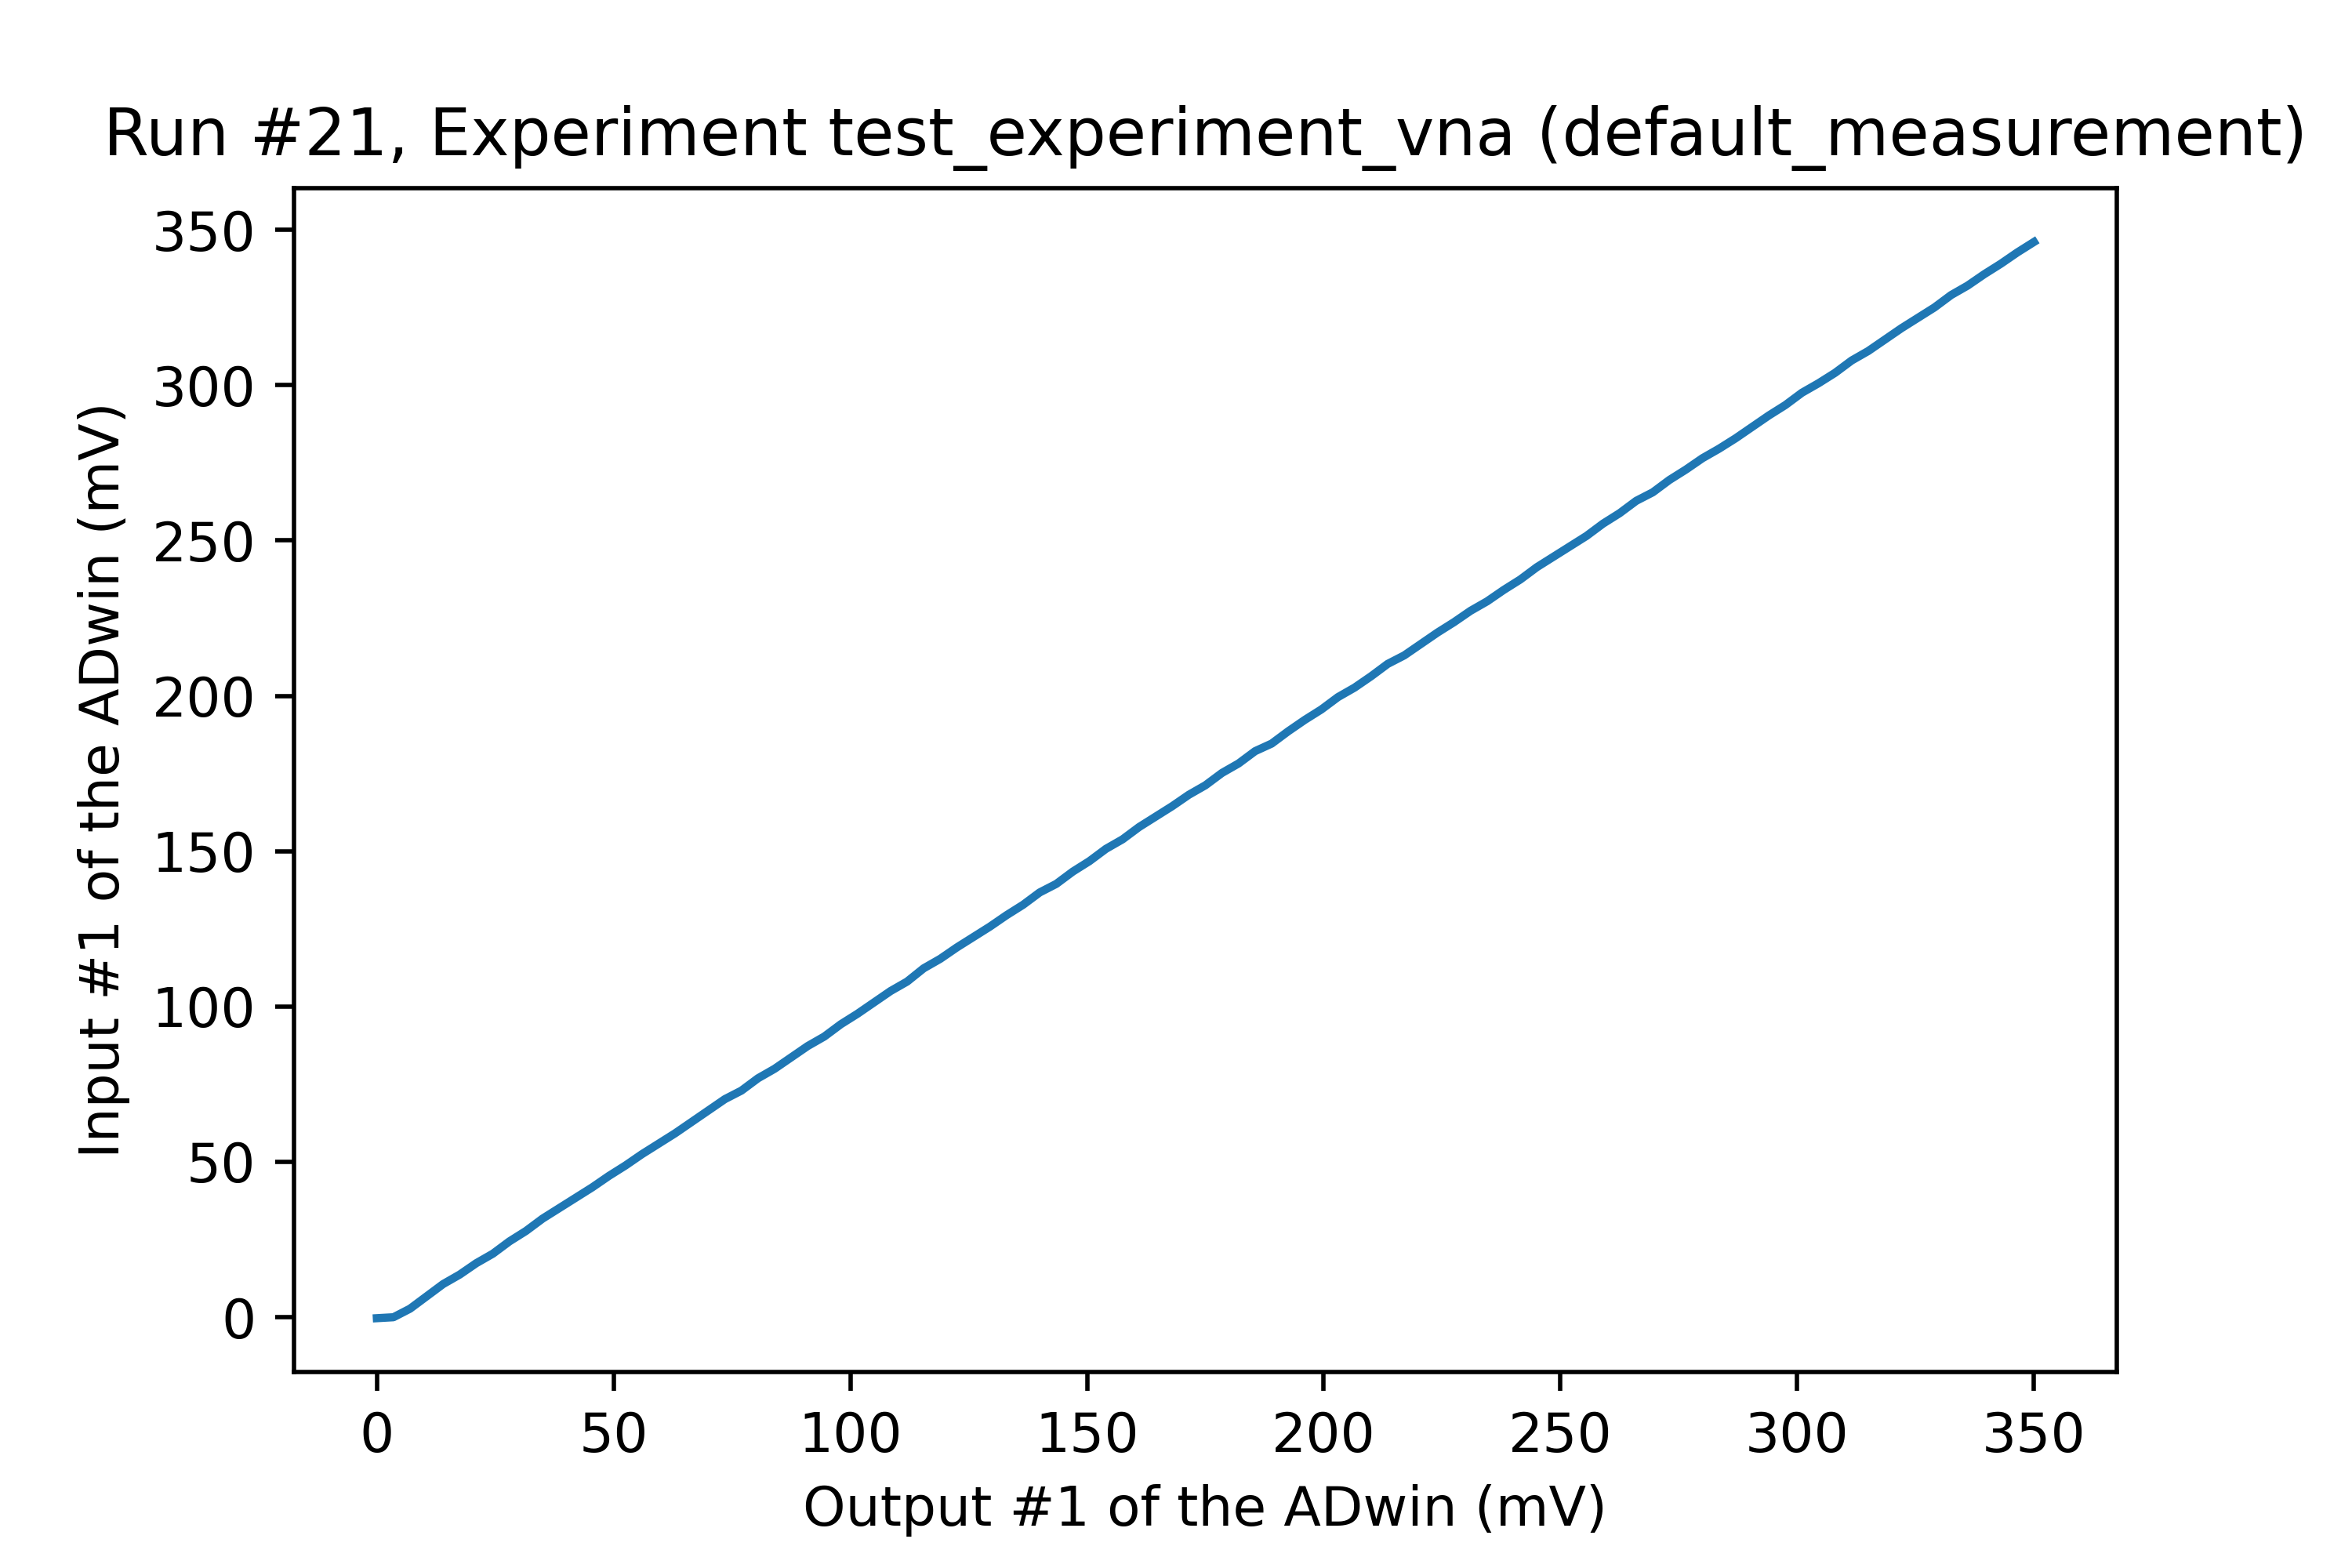 Run #21, Experiment test_experiment_vna (default_measurement)
Input #1 of the ADwin (mV)
350
300
250
200
150
100
50
0
0 50 100 150 200 250 300 350
Output #1 of the ADwin (mV)